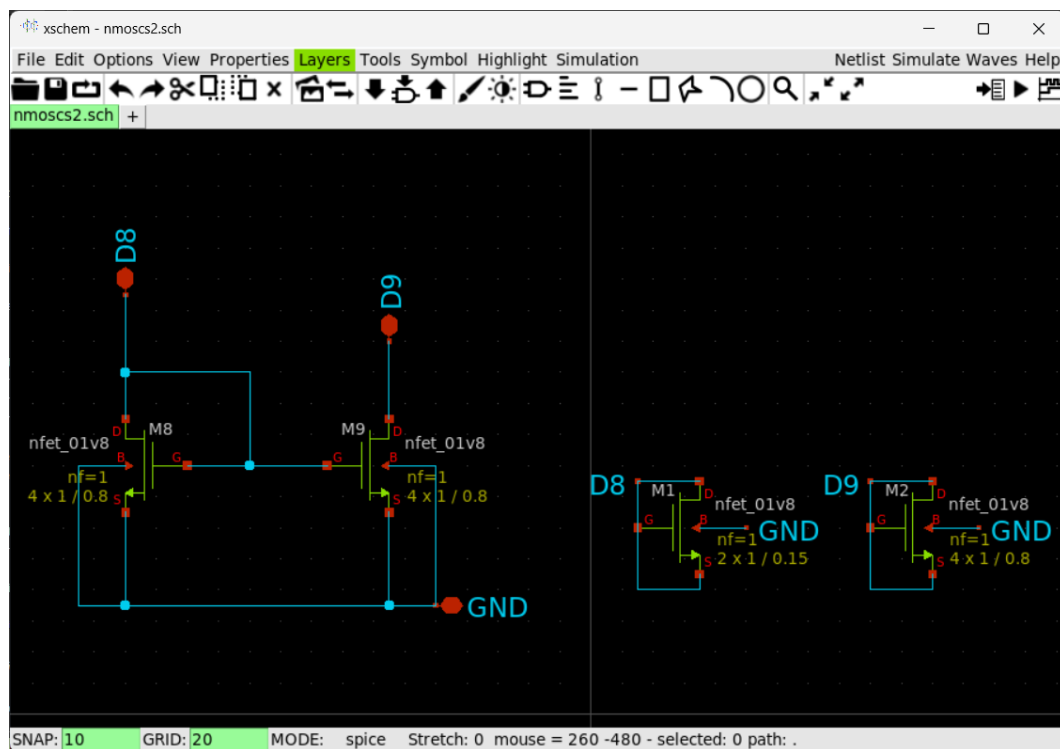 xschem - nmoscs2.sch
File Edit Options View Properties Layers Tools Symbol Highlight Simulation Netlist Simulate Waves Help
nmoscs2.sch +
D8
D9
D M8
nfet_01v8
B
G
nf=1
4 x 1 / 0.8
S
M9 D
nfet_01v8
G
B
nf=1
4 x 1 / 0.8
S
GND
D8
M1
D
nfet_01v8
G
B
GND
nf=1
S
2 x 1 / 0.15
D9
M2
D
nfet_01v8
G
B
GND
nf=1
S
4 x 1 / 0.8
SNAP: 10 GRID: 20 MODE: spice Stretch: 0 mouse = 260 -480 - selected: 0 path: .